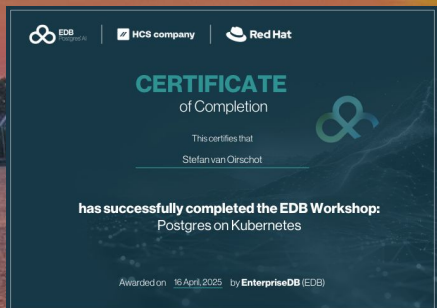 EDB
Postgres AI
HCS company
Red Hat
CERTIFICATE
of Completion
This certifies that
Stefan van Oirschot
has successfully completed the EDB Workshop:
Postgres on Kubernetes
Awarded on 16 April, 2025 by EnterpriseDB (EDB)